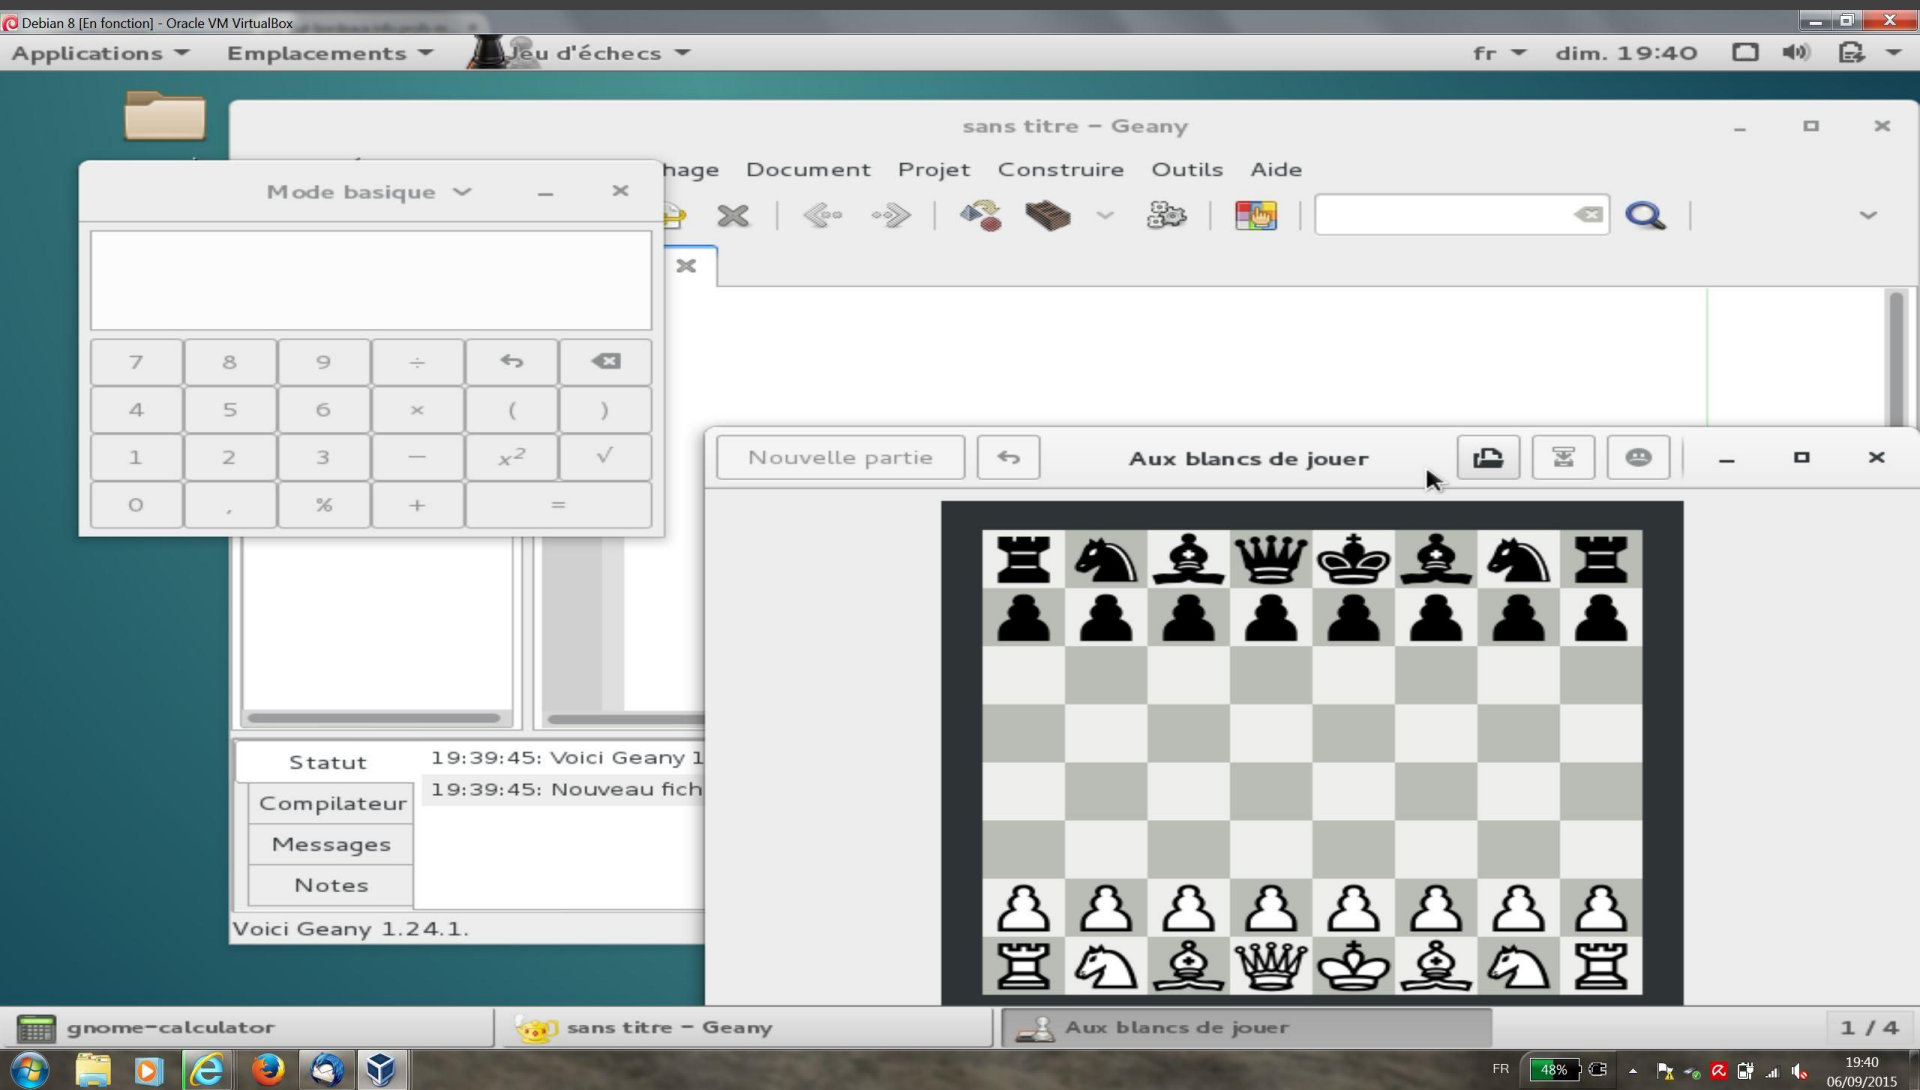 Debian 8 [En fonction] - Oracle VM VirtualBox
Applications Emplacements Jeu d'échecs fr dim. 19:40
sans titre - Geany
hage Document Projet Construire Outils Aide
Mode basique
7 8 9 ÷
4 5 6 × ( )
1 2 3 − x² √
0 , % + =
Nouvelle partie Aux blancs de jouer
Statut
Compilateur
Messages
Notes
19:39:45: Voici Geany 1
19:39:45: Nouveau fich
Voici Geany 1.24.1.
gnome-calculator sans titre - Geany Aux blancs de jouer 1 / 4
FR 48% 19:40
06/09/2015